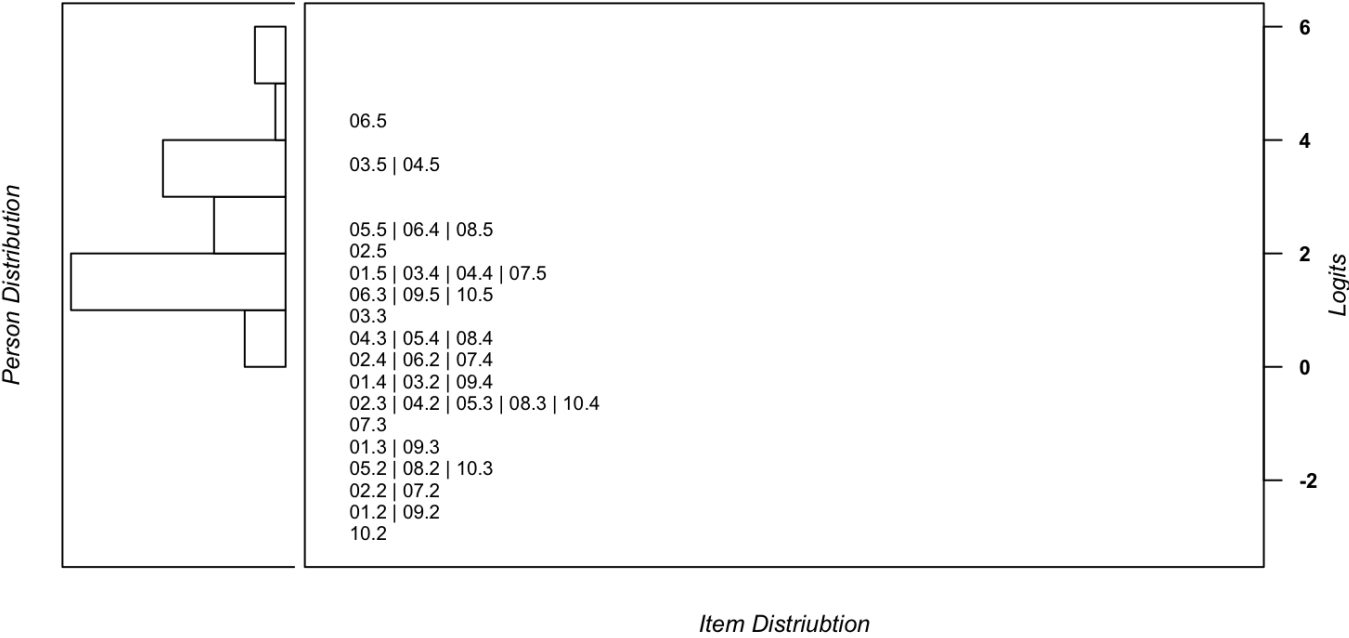 Person Distribution
06.5
03.5 | 04.5
05.5 | 06.4 | 08.5
02.5
01.5 | 03.4 | 04.4 | 07.5
06.3 | 09.5 | 10.5
03.3
04.3 | 05.4 | 08.4
02.4 | 06.2 | 07.4
01.4 | 03.2 | 09.4
02.3 | 04.2 | 05.3 | 08.3 | 10.4
07.3
01.3 | 09.3
05.2 | 08.2 | 10.3
02.2 | 07.2
01.2 | 09.2
10.2
6
4
2
0
-2
Logits
Item Distriubtion